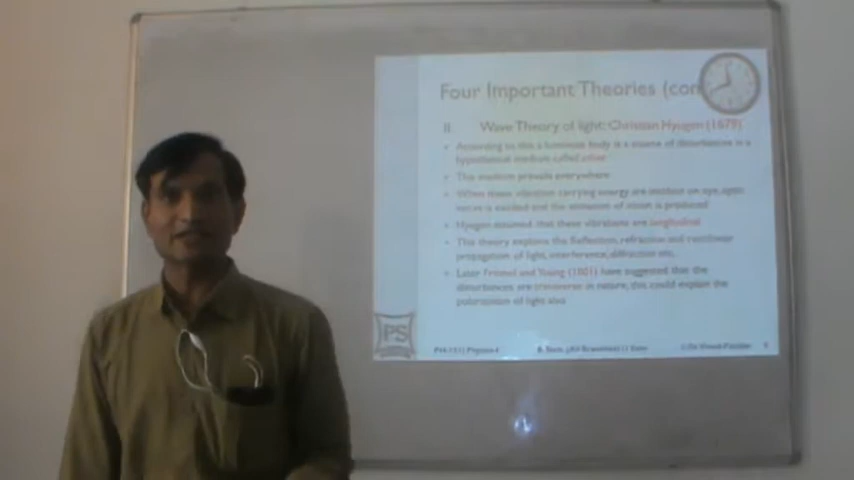 Four Important Theories (con
II. Wave Theory of light: Christian Hyugen (1679)
According to this a luminous body is a source of disturbances in a
hypothetical medium called ether
This medium prevails everywhere
When these vibration carrying energy are incident on eye, optic
nerve is excited and the sensation of vision is produced
Hyugen assumed that these vibrations are longitudinal
This theory explains the Reflection, refraction and rectilinear
propagation of light, interference, diffraction etc.
Later Fresnel and Young (1801) have suggested that the
disturbances are transverse in nature, this could explain the
polarization of light also
PS
Physics-I